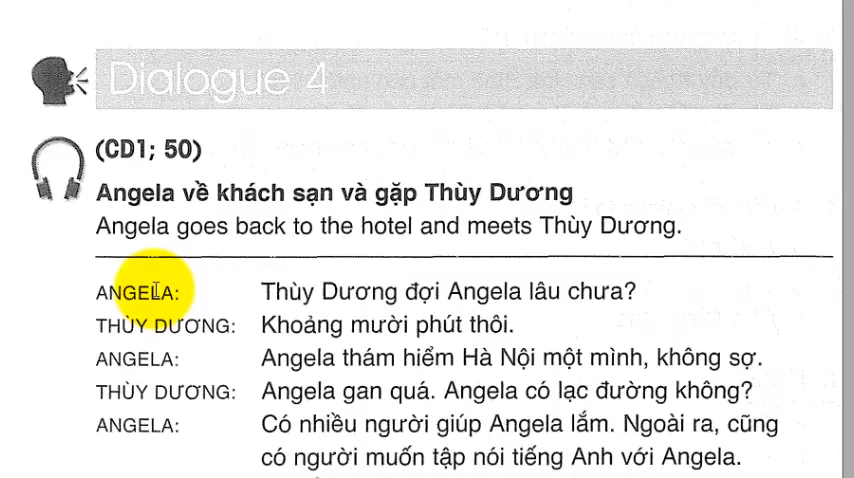 Dialogue 4
(CD1; 50)
Angela về khách sạn và gặp Thùy Dương
Angela goes back to the hotel and meets Thùy Dương.
ANGELA: Thùy Dương đợi Angela lâu chưa?
THÙY DƯƠNG: Khoảng mười phút thôi.
ANGELA: Angela thám hiểm Hà Nội một mình, không sợ.
THÙY DƯƠNG: Angela gan quá. Angela có lạc đường không?
ANGELA: Có nhiều người giúp Angela lắm. Ngoài ra, cũng
có người muốn tập nói tiếng Anh với Angela.